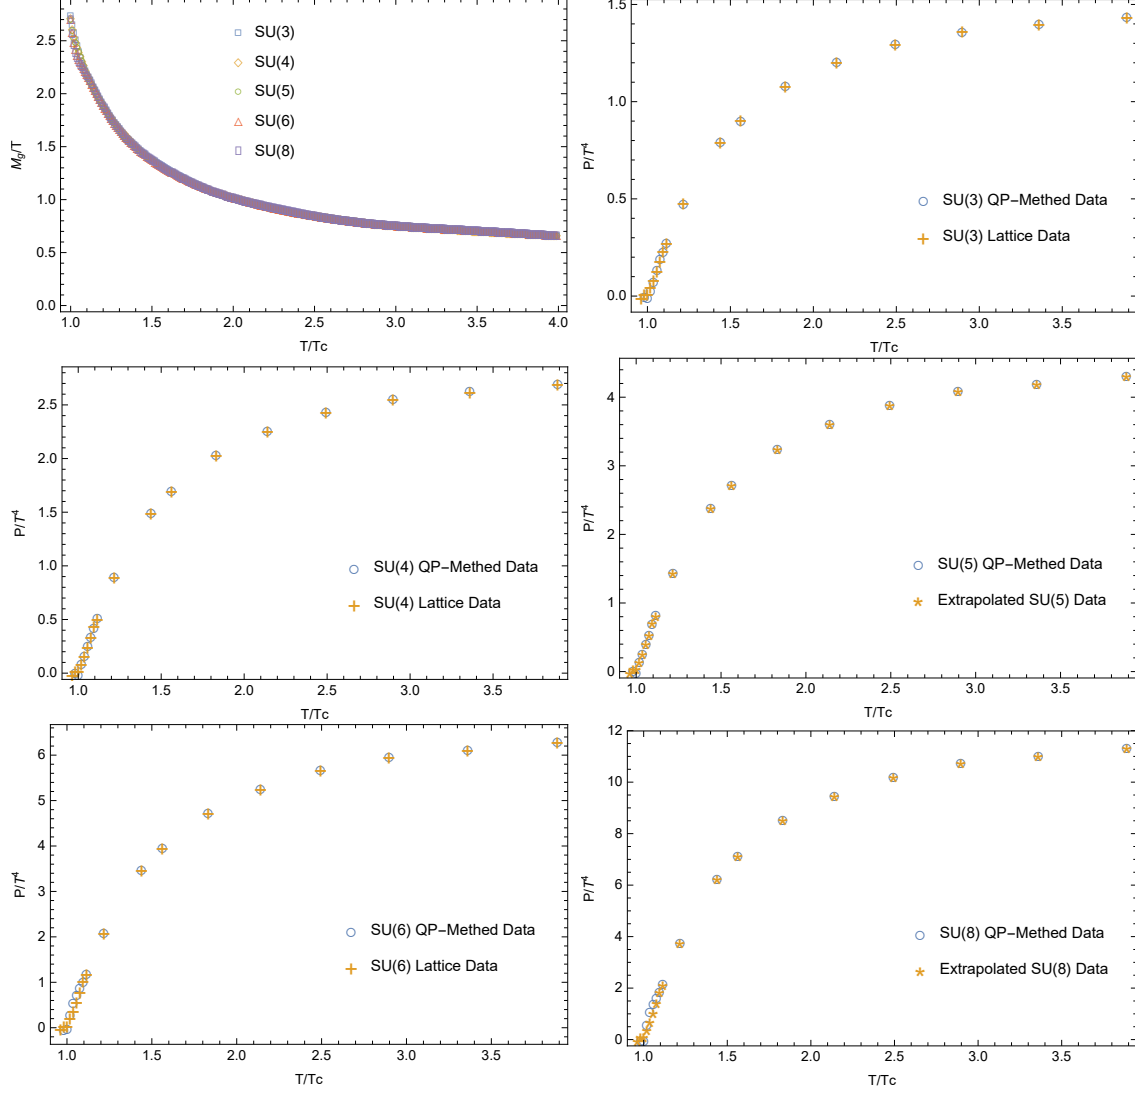 2.5
2.0
1.5
1.0
0.5
0.0
M_g/T
SU(3)
SU(4)
SU(5)
SU(6)
SU(8)
1.0 1.5 2.0 2.5 3.0 3.5 4.0
T/Tc
1.5
1.0
0.5
0.0
P/T^4
SU(3) QP-Methed Data
SU(3) Lattice Data
1.0 1.5 2.0 2.5 3.0 3.5
T/Tc
2.5
2.0
1.5
1.0
0.5
0.0
P/T^4
SU(4) QP-Methed Data
SU(4) Lattice Data
1.0 1.5 2.0 2.5 3.0 3.5
T/Tc
4
3
2
1
0
P/T^4
SU(5) QP-Methed Data
Extrapolated SU(5) Data
1.0 1.5 2.0 2.5 3.0 3.5
T/Tc
6
5
4
3
2
1
0
P/T^4
SU(6) QP-Methed Data
SU(6) Lattice Data
1.0 1.5 2.0 2.5 3.0 3.5
T/Tc
12
10
8
6
4
2
0
P/T^4
SU(8) QP-Methed Data
Extrapolated SU(8) Data
1.0 1.5 2.0 2.5 3.0 3.5
T/Tc